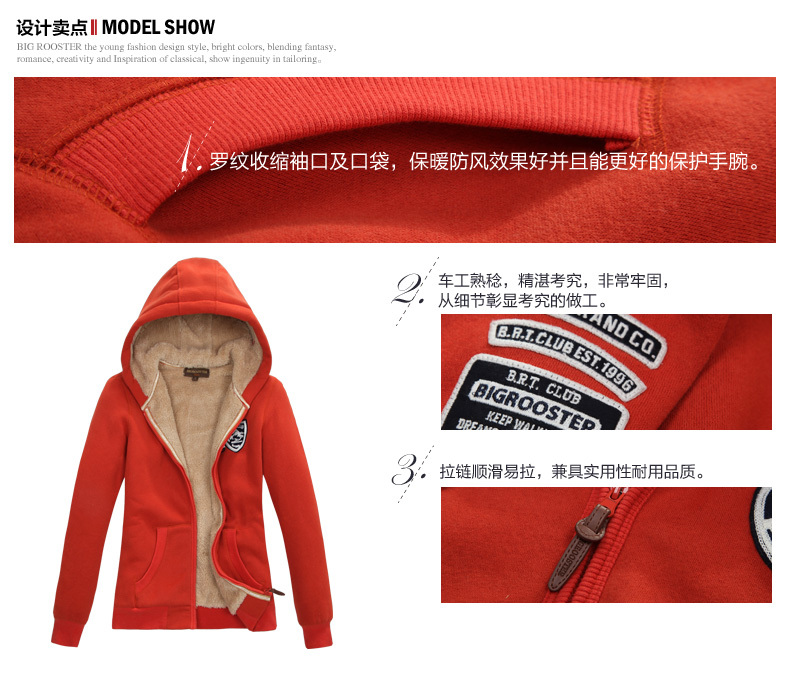 设计卖点 MODEL SHOW
BIG ROOSTER the young fashion design style, bright colors, blending fantasy,
romance, creativity and Inspiration of classical, show ingenuity in tailoring。
1. 罗纹收缩袖口及口袋，保暖防风效果好并且能更好的保护手腕。
2. 车工熟稔，精湛考究，非常牢固，
从细节彰显考究的做工。
AND CO.
B.R.T.CLUB EST.1996
B.R.T. CLUB
BIGROOSTER
KEEP WALK
3. 拉链顺滑易拉，兼具实用性耐用品质。